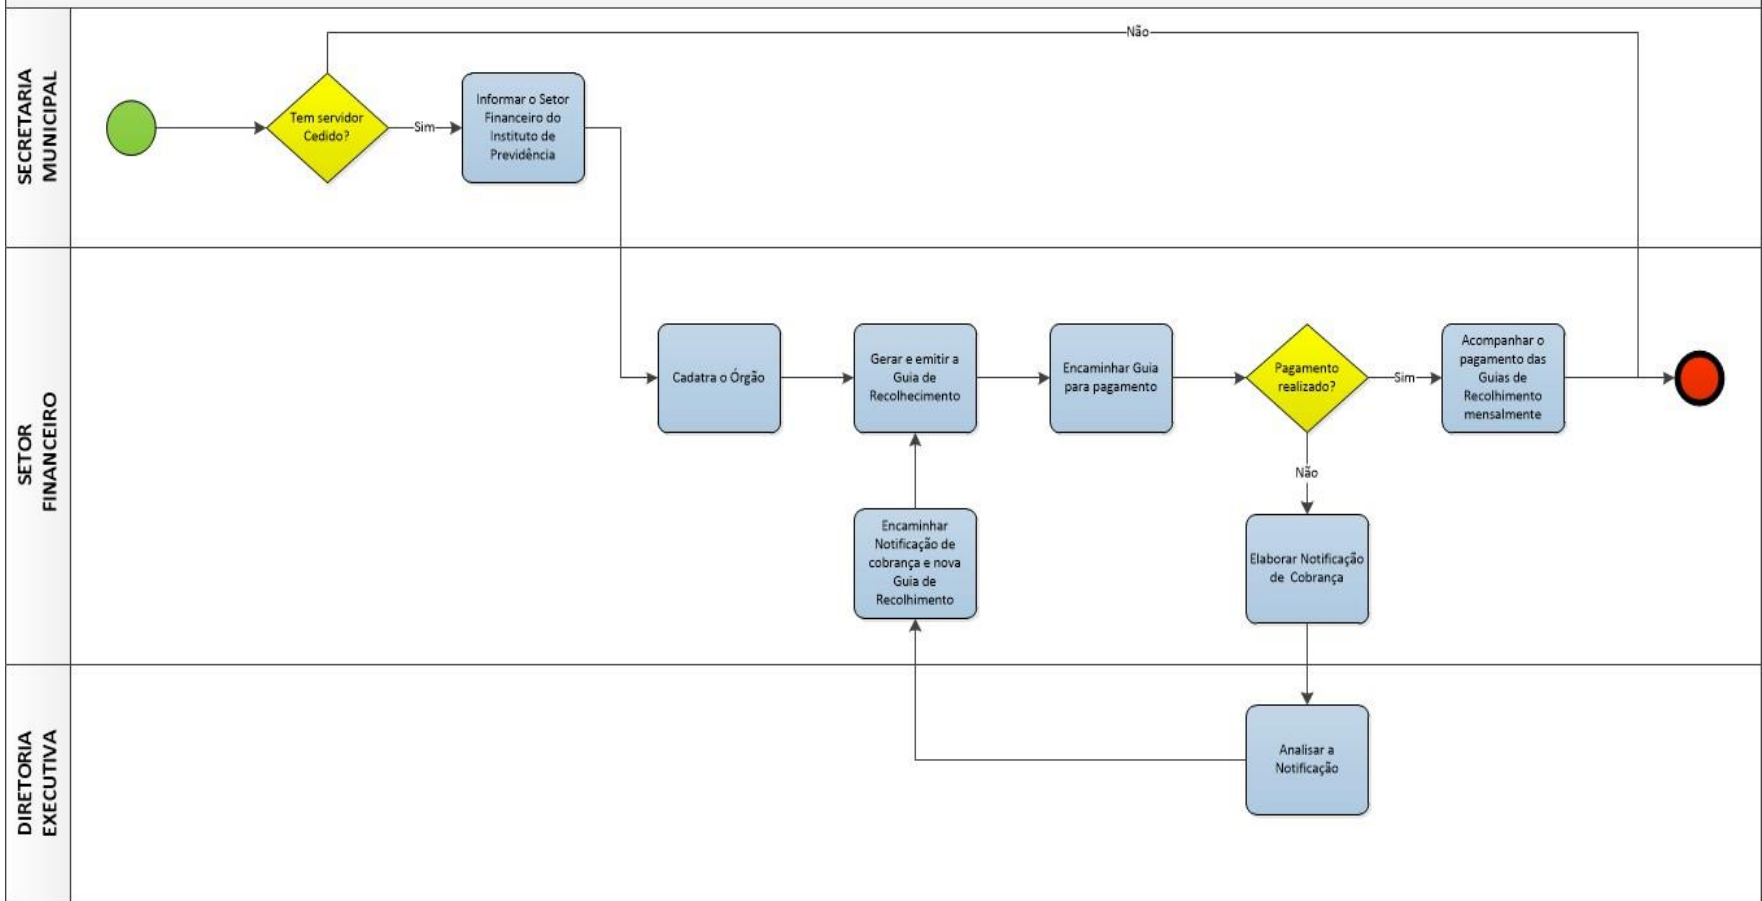 SECRETARIA
MUNICIPAL
Não
Tem servidor
Cedido?
Sim
Informar o Setor
Financeiro do
Instituto de
Previdência
SETOR
FINANCEIRO
Cadatra o Órgão
Gerar e emitir a
Guia de
Recolhecimento
Encaminhar Guia
para pagamento
Pagamento
realizado?
Sim
Acompanhar o
pagamento das
Guias de
Recolhimento
mensalmente
Não
Encaminhar
Notificação de
cobrança e nova
Guia de
Recolhimento
Elaborar Notificação
de Cobrança
DIRETORIA
EXECUTIVA
Analisar a
Notificação